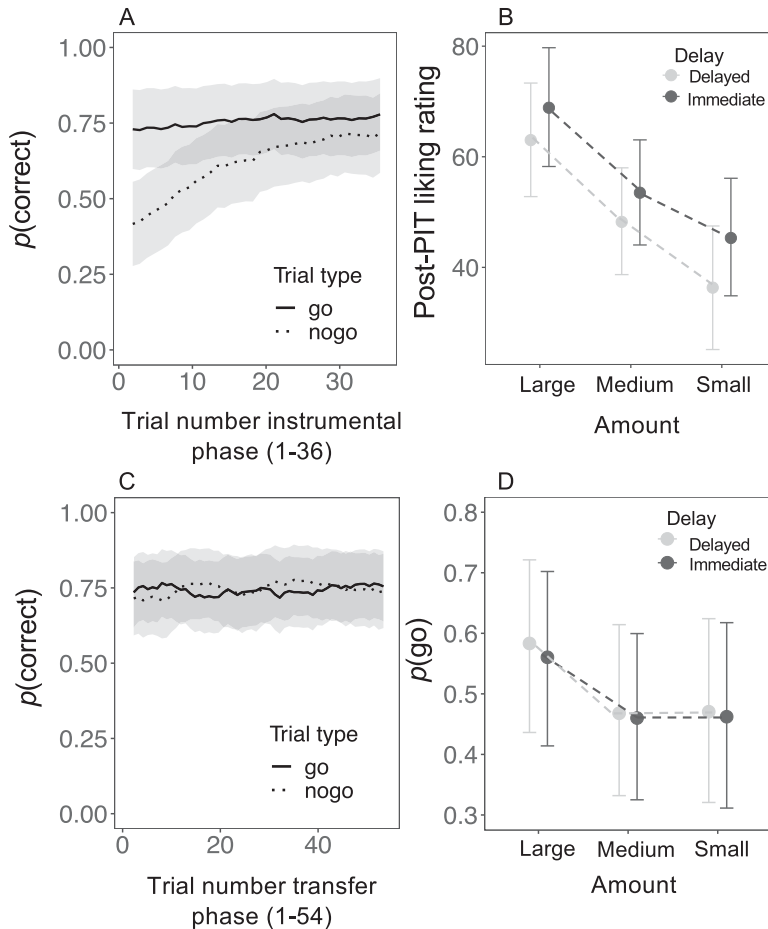 A
1.00
0.75
0.50
0.25
0.00
p(correct)
Trial type
go
nogo
0
10
20
30
Trial number instrumental
phase (1-36)
B
80
60
40
Post-PIT liking rating
Delay
Delayed
Immediate
Large
Medium
Small
Amount
C
1.00
0.75
0.50
0.25
0.00
p(correct)
Trial type
go
nogo
0
20
40
Trial number transfer
phase (1-54)
D
0.8
0.7
0.6
0.5
0.4
0.3
p(go)
Delay
Delayed
Immediate
Large
Medium
Small
Amount